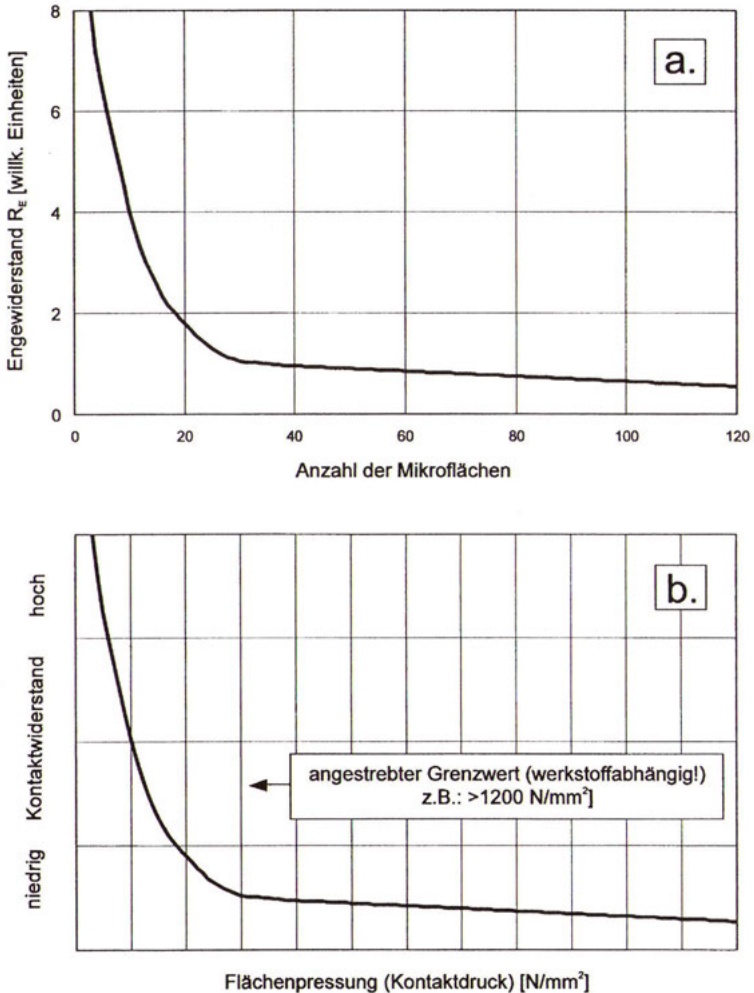 a.
Engewiderstand R_E [willk. Einheiten]
8
6
4
2
0
0 20 40 60 80 100 120
Anzahl der Mikroflächen
b.
niedrig Kontaktwiderstand hoch
angestrebter Grenzwert (werkstoffabhängig!)
z.B.: >1200 N/mm²]
Flächenpressung (Kontaktdruck) [N/mm²]